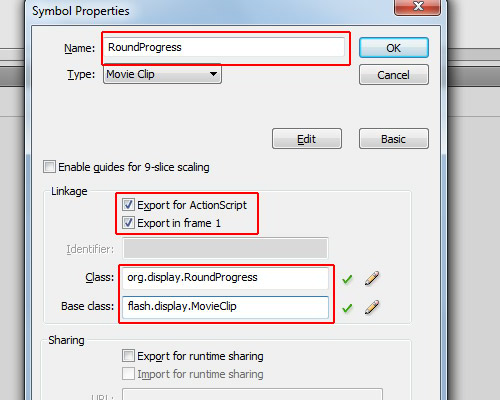 Symbol Properties
Name: RoundProgress OK
Type: Movie Clip Cancel
Edit Basic
Enable guides for 9-slice scaling
Linkage
Export for ActionScript
Export in frame 1
Identifier:
Class: org.display.RoundProgress
Base class: flash.display.MovieClip
Sharing
Export for runtime sharing
Import for runtime sharing
URL: